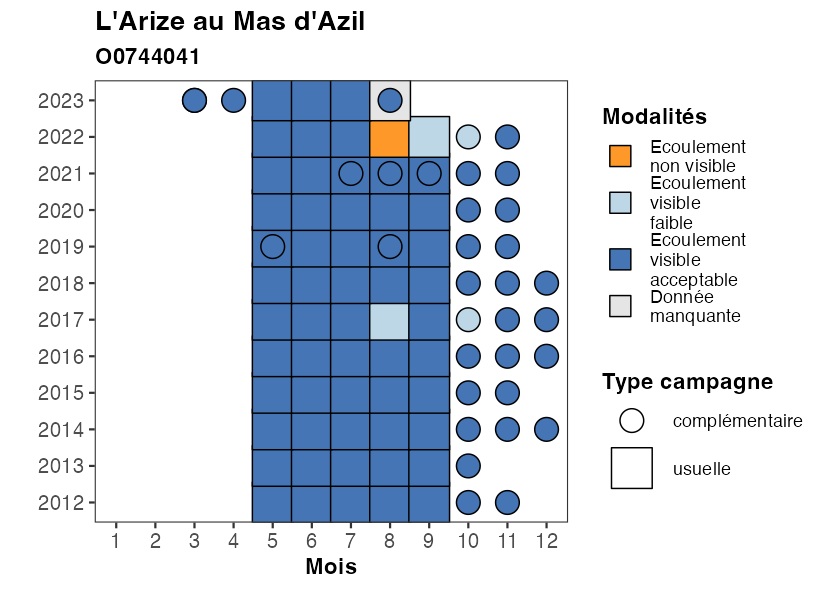 L'Arize au Mas d'Azil
O0744041
2023
2022
2021
2020
2019
2018
2017
2016
2015
2014
2013
2012
1 2 3 4 5 6 7 8 9 10 11 12
Mois
Modalités
Ecoulement
non visible
Ecoulement
visible
faible
Ecoulement
visible
acceptable
Donnée
manquante
Type campagne
complémentaire
usuelle